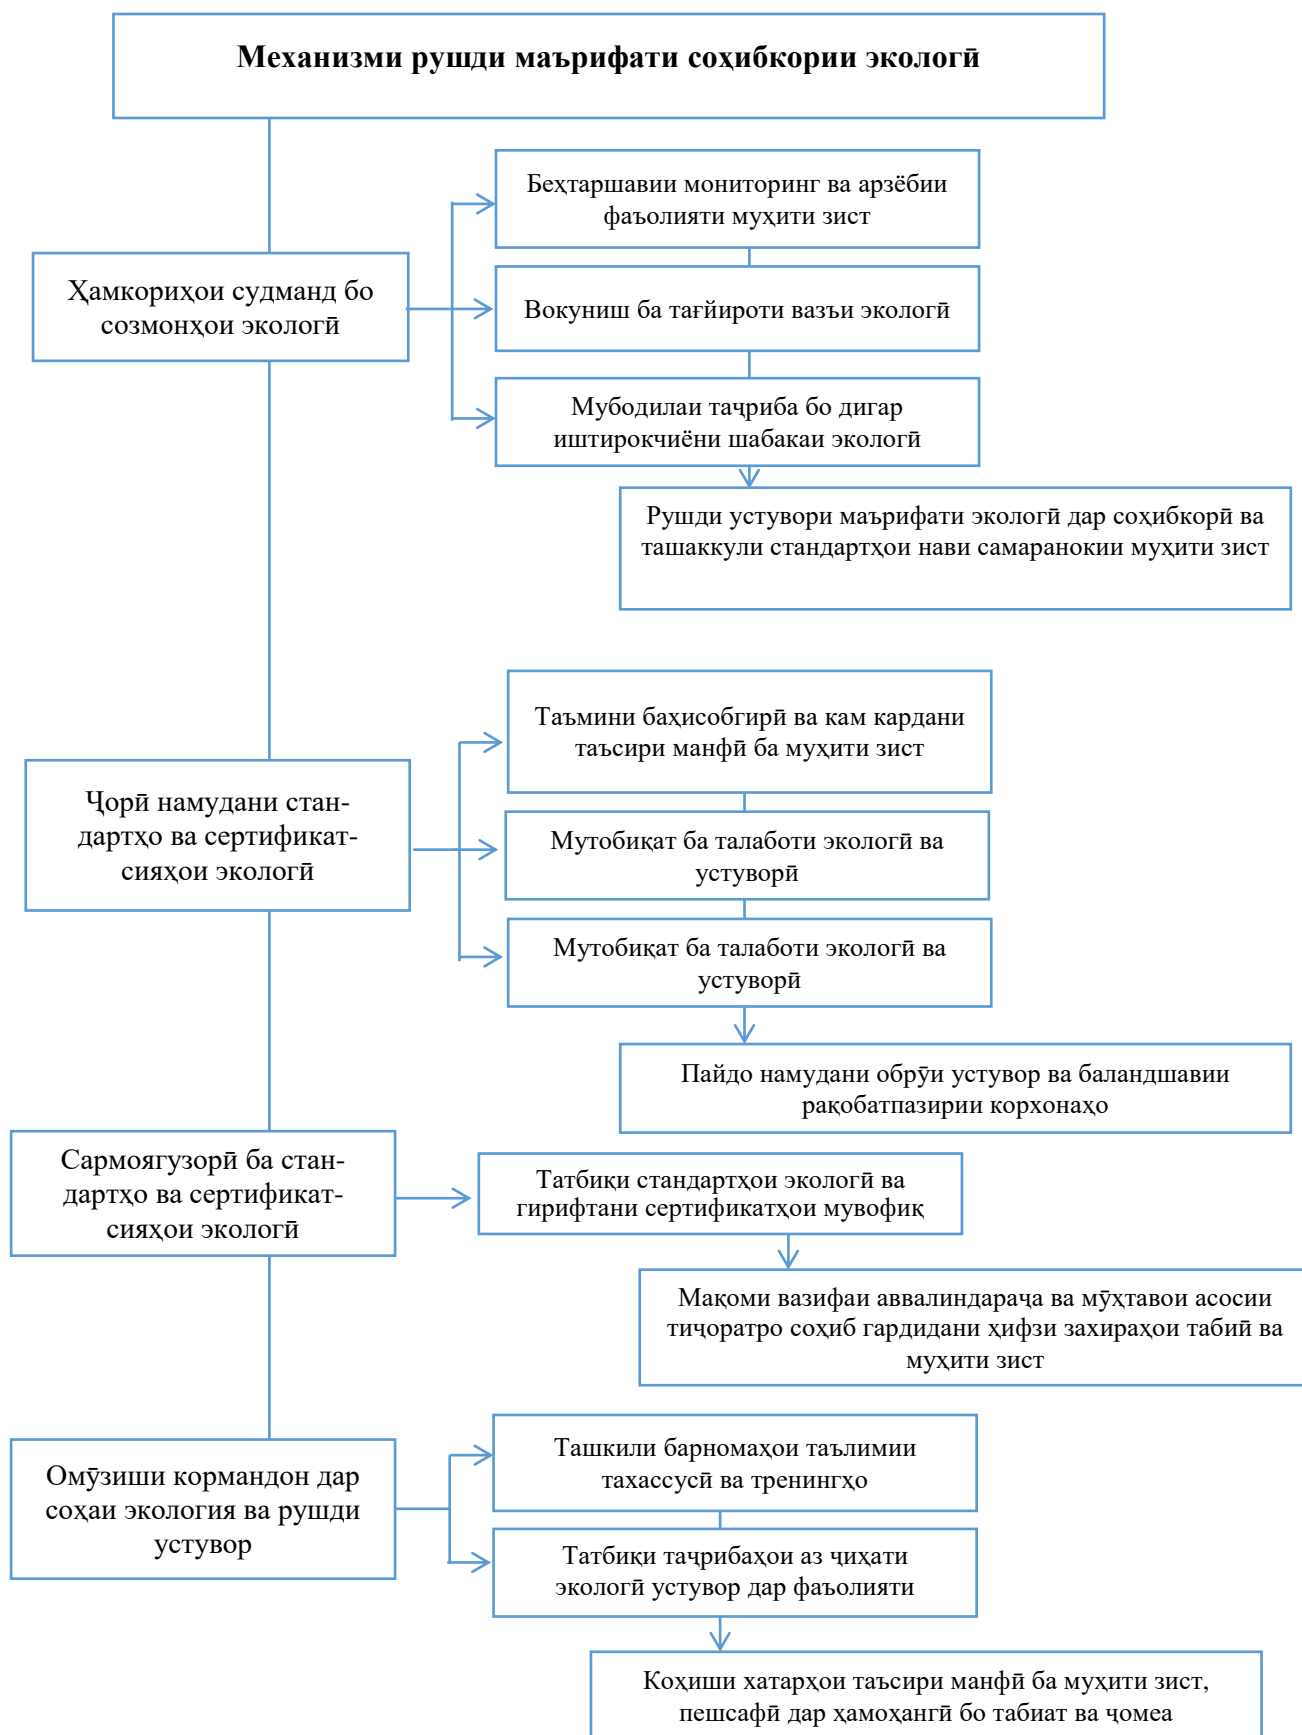 Механизми рушди маърифати соҳибкории экологӣ
Беҳтаршавии мониторинг ва арзёбии
фаъолияти муҳити зист
Ҳамкориҳои судманд бо
созмонҳои экологӣ
Вокуниш ба тағйироти вазъи экологӣ
Мубодилаи таҷриба бо дигар
иштирокчиёни шабакаи экологӣ
Рушди устувори маърифати экологӣ дар соҳибкорӣ ва
ташаккули стандартҳои нави самаранокии муҳити зист
Таъмини баҳисобгирӣ ва кам кардани
таъсири манфӣ ба муҳити зист
Ҷорӣ намудани стан-
дартҳо ва сертификат-
сияҳои экологӣ
Мутобиқат ба талаботи экологӣ ва
устуворӣ
Мутобиқат ба талаботи экологӣ ва
устуворӣ
Пайдо намудани обрӯи устувор ва баландшавии
рақобатпазирии корхонаҳо
Сармоягузорӣ ба стан-
дартҳо ва сертификат-
сияҳои экологӣ
Татбиқи стандартҳои экологӣ ва
гирифтани сертификатҳои мувофиқ
Мақоми вазифаи аввалиндараҷа ва мӯҳтавои асосии
тиҷоратро соҳиб гардидани ҳифзи захираҳои табиӣ ва
муҳити зист
Ташкили барномаҳои таълимии
тахассусӣ ва тренингҳо
Омӯзиши кормандон дар
соҳаи экология ва рушди
устувор
Татбиқи таҷрибаҳои аз ҷиҳати
экологӣ устувор дар фаъолияти
Коҳиши хатарҳои таъсири манфӣ ба муҳити зист,
пешсафӣ дар ҳамоҳангӣ бо табиат ва ҷомеа